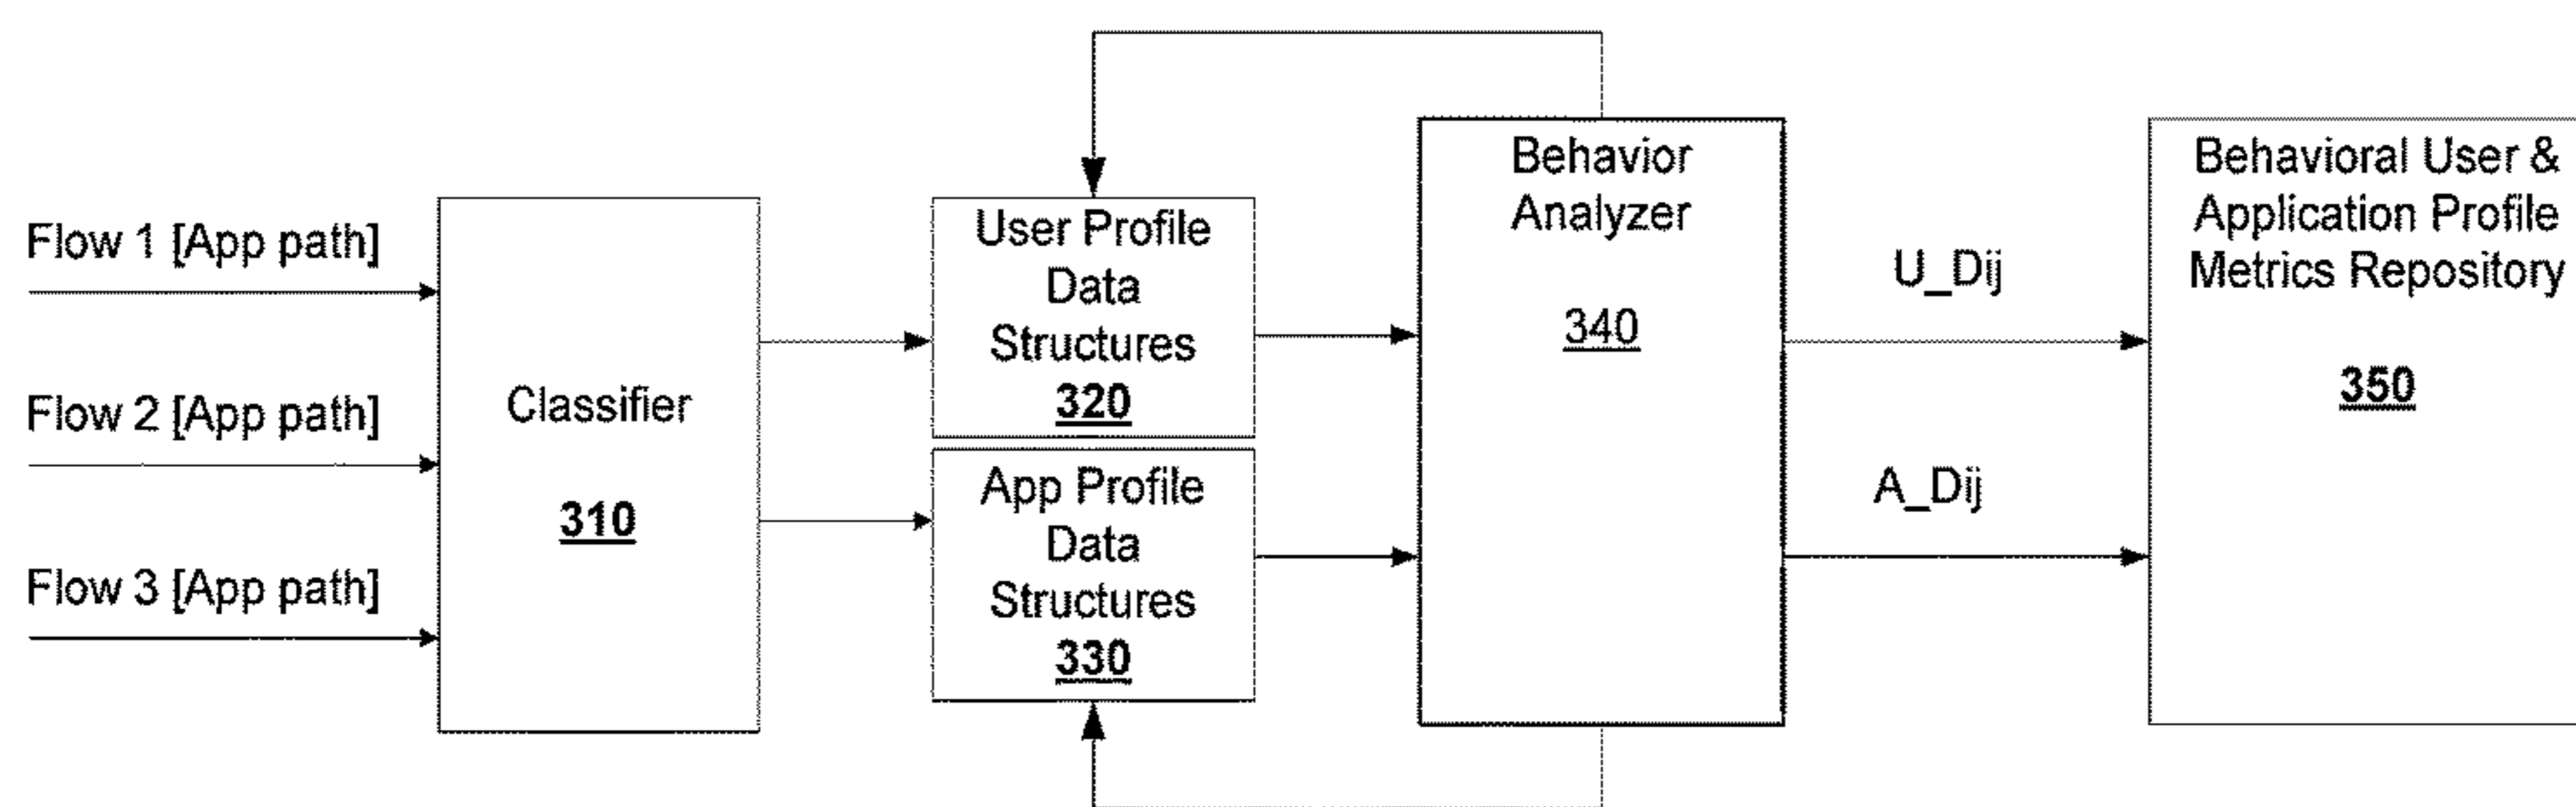 Flow 1 [App path]
Flow 2 [App path]
Flow 3 [App path]
Classifier
310
User Profile
Data
Structures
320
App Profile
Data
Structures
330
Behavior
Analyzer
340
U_Dij
A_Dij
Behavioral User &
Application Profile
Metrics Repository
350